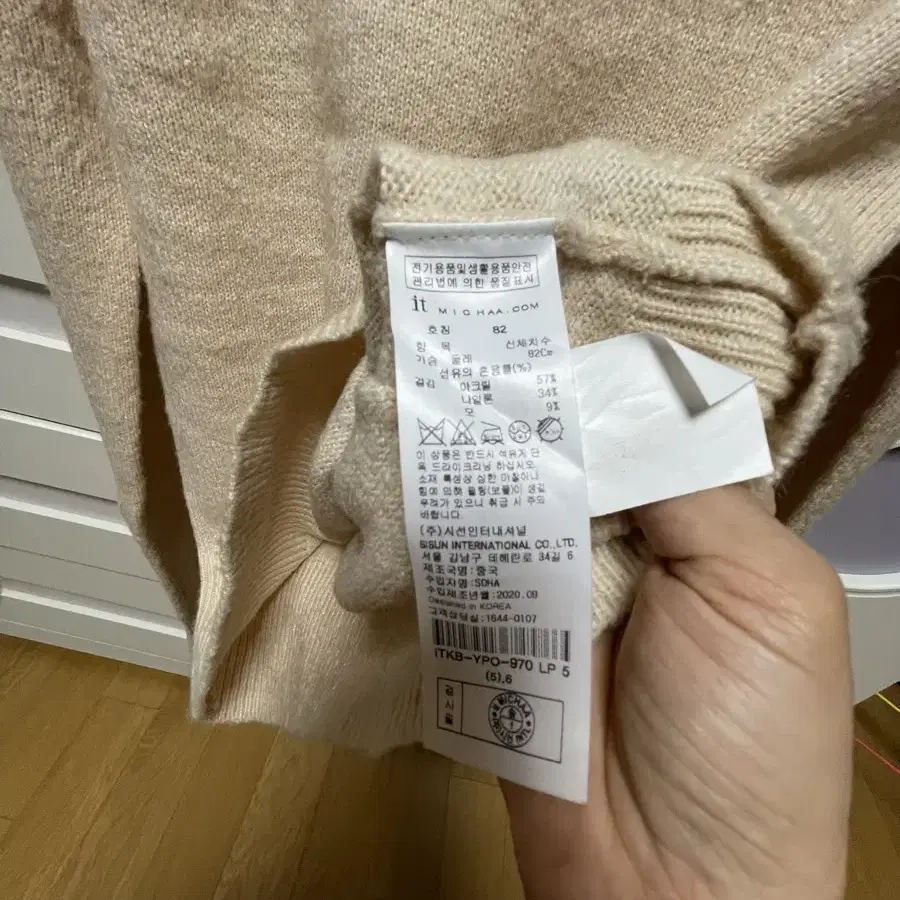 전기용품및생활용품안전
관리법에 의한 품질표시
it MICHAA.COM
호칭 82
항 목 신체치수
가슴 둘레 82Cm
섬유의 혼용률(%)
겉감 아크릴 57%
나일론 34%
모 9%
이 상품은 반드시 석유계 단
독 드라이크리닝 하십시오
소재 특성상 심한 마찰이나
힘에 의해 필링(보풀)이 생길
우려가 있으니 취급 시 주의
바랍니다.
(주)시선인터내셔널
SISUN INTERNATIONAL CO.,LTD.
서울 강남구 테헤란로 34길 6
제조국명:중국
수입자명:SOHA
수입제조년월:2020.09
Designed in KOREA
고객상담실:1644-0107
ITKB-YPO-970 LP 5
(5),6
검사필
MICHAA